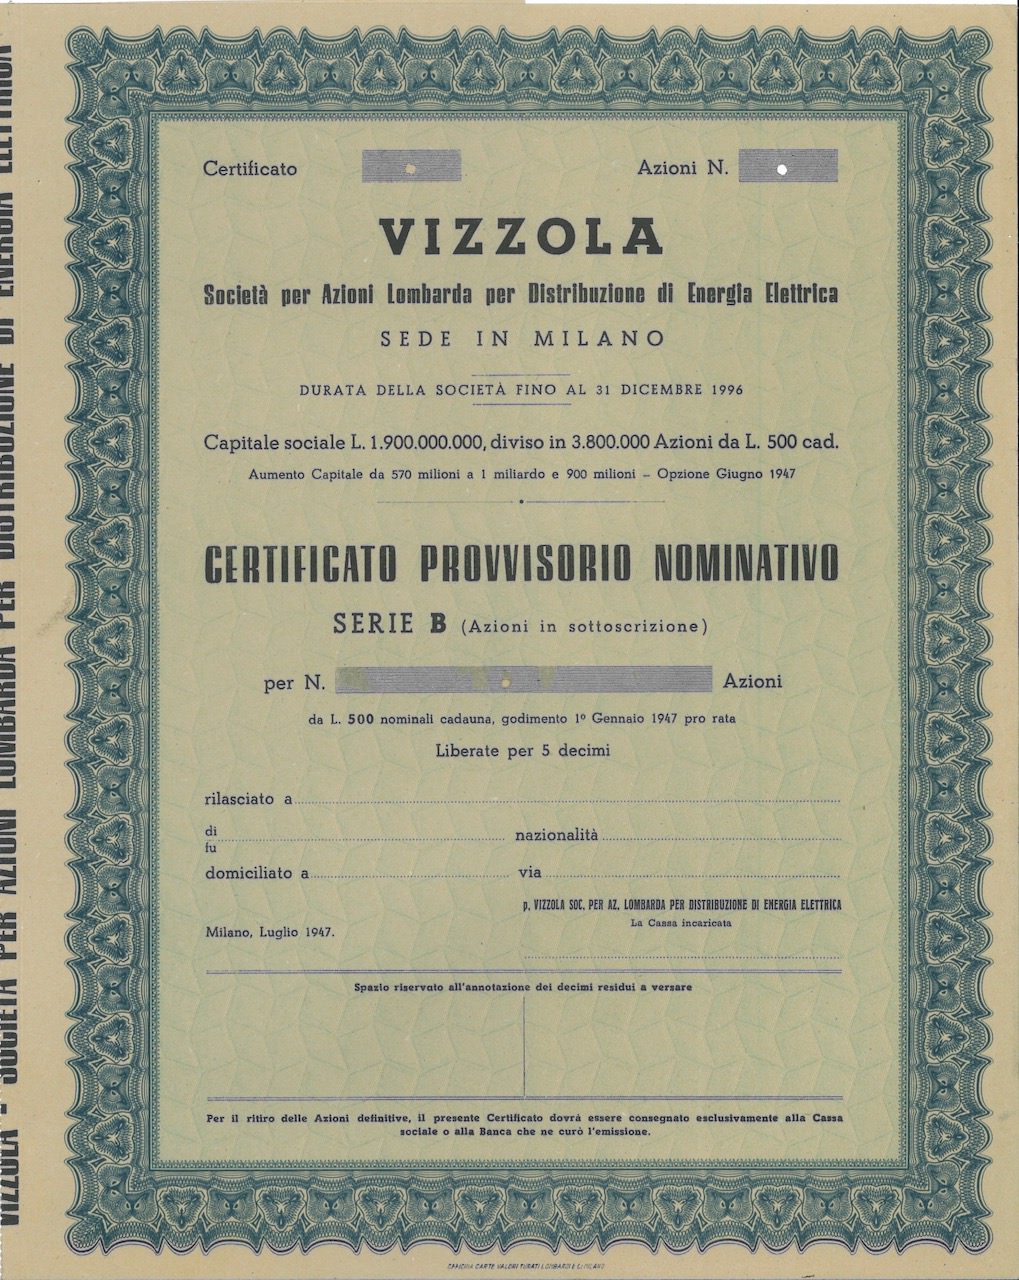 Certificato Azioni N.
VIZZOLA
Società per Azioni Lombarda per Distribuzione di Energia Elettrica
SEDE IN MILANO
DURATA DELLA SOCIETÀ FINO AL 31 DICEMBRE 1996
Capitale sociale L. 1.900.000.000, diviso in 3.800.000 Azioni da L. 500 cad.
Aumento Capitale da 570 milioni a 1 miliardo e 900 milioni – Opzione Giugno 1947
CERTIFICATO PROVVISORIO NOMINATIVO
SERIE B (Azioni in sottoscrizione)
per N. Azioni
da L. 500 nominali cadauna, godimento 1º Gennaio 1947 pro rata
Liberate per 5 decimi
rilasciato a
di
fu
nazionalità
domiciliato a via
p. VIZZOLA SOC. PER AZ. LOMBARDA PER DISTRIBUZIONE DI ENERGIA ELETTRICA
La Cassa incaricata
Milano, Luglio 1947.
Spazio riservato all'annotazione dei decimi residui a versare
Per il ritiro delle Azioni definitive, il presente Certificato dovrà essere consegnato esclusivamente alla Cassa
sociale o alla Banca che ne curò l'emissione.
OFFICINA CARTE VALORI TURATI LOMBARDI E C. MILANO
VIZZOLA - SOCIETÀ PER AZIONI LOMBARDA PER DISTRIBUZIONE DI ENERGIA ELETTRICA